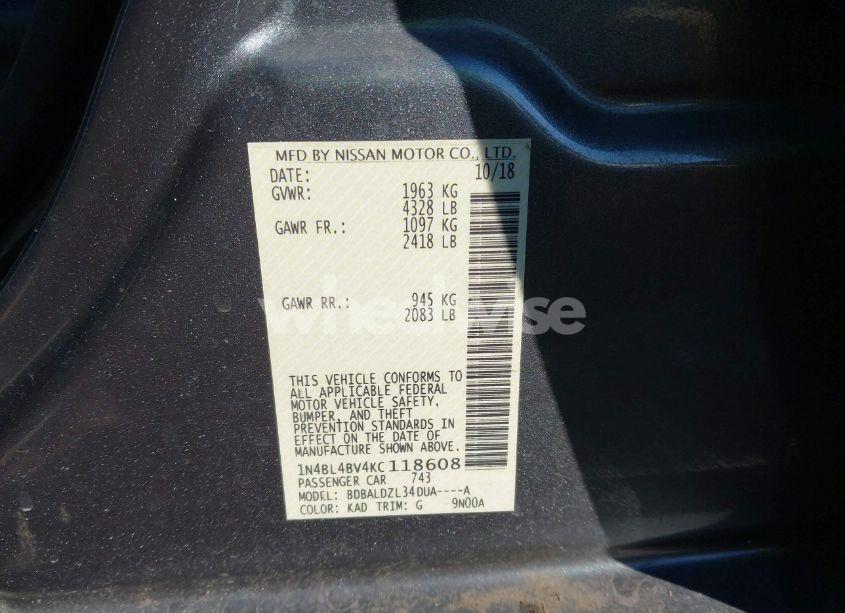 MFD BY NISSAN MOTOR CO., LTD.
DATE: 10/18
GVWR: 1963 KG
4328 LB
GAWR FR.: 1097 KG
2418 LB
GAWR RR.: 945 KG
2083 LB
wheelwise
THIS VEHICLE CONFORMS TO
ALL APPLICABLE FEDERAL
MOTOR VEHICLE SAFETY,
BUMPER, AND THEFT
PREVENTION STANDARDS IN
EFFECT ON THE DATE OF
MANUFACTURE SHOWN ABOVE.
1N4BL4BV4KC118608
PASSENGER CAR 743
MODEL: BDBALDZL34DUA----A
COLOR: KAD TRIM: G 9N00A